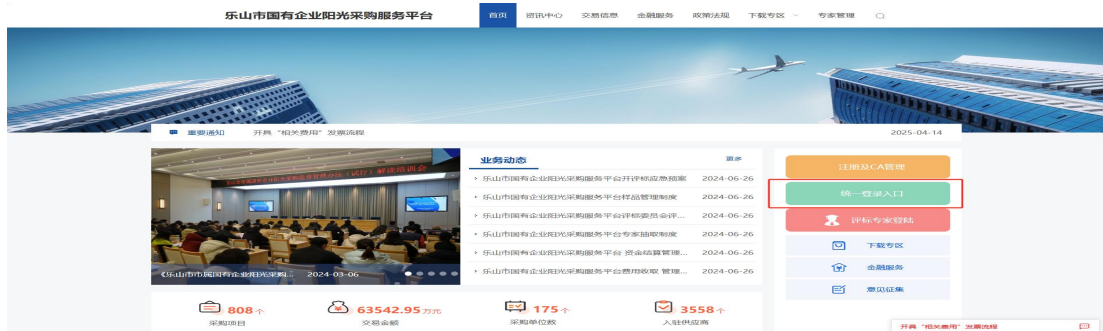 乐山市国有企业阳光采购服务平台
首页 资讯中心 交易信息 金融服务 政策法规 下载专区 专家管理
重要通知 开具“相关费用”发票流程 2025-04-14
业务动态 更多
乐山市国有企业阳光采购服务平台开评标应急预案 2024-06-26
乐山市国有企业阳光采购服务平台样品管理制度 2024-06-26
乐山市国有企业阳光采购服务平台评标委员会评... 2024-06-26
乐山市国有企业阳光采购服务平台专家抽取制度 2024-06-26
乐山市国有企业阳光采购服务平台 资金结算管理... 2024-06-26
乐山市国有企业阳光采购服务平台费用收取 管理... 2024-06-26
《乐山市市属国有企业阳光采购... 2024-03-06
注册及CA管理
统一登录入口
评标专家登陆
下载专区
金融服务
意见征集
808个
采购项目
63542.95万元
交易金额
175个
采购单位数
3558个
入驻供应商
开具“相关费用”发票流程